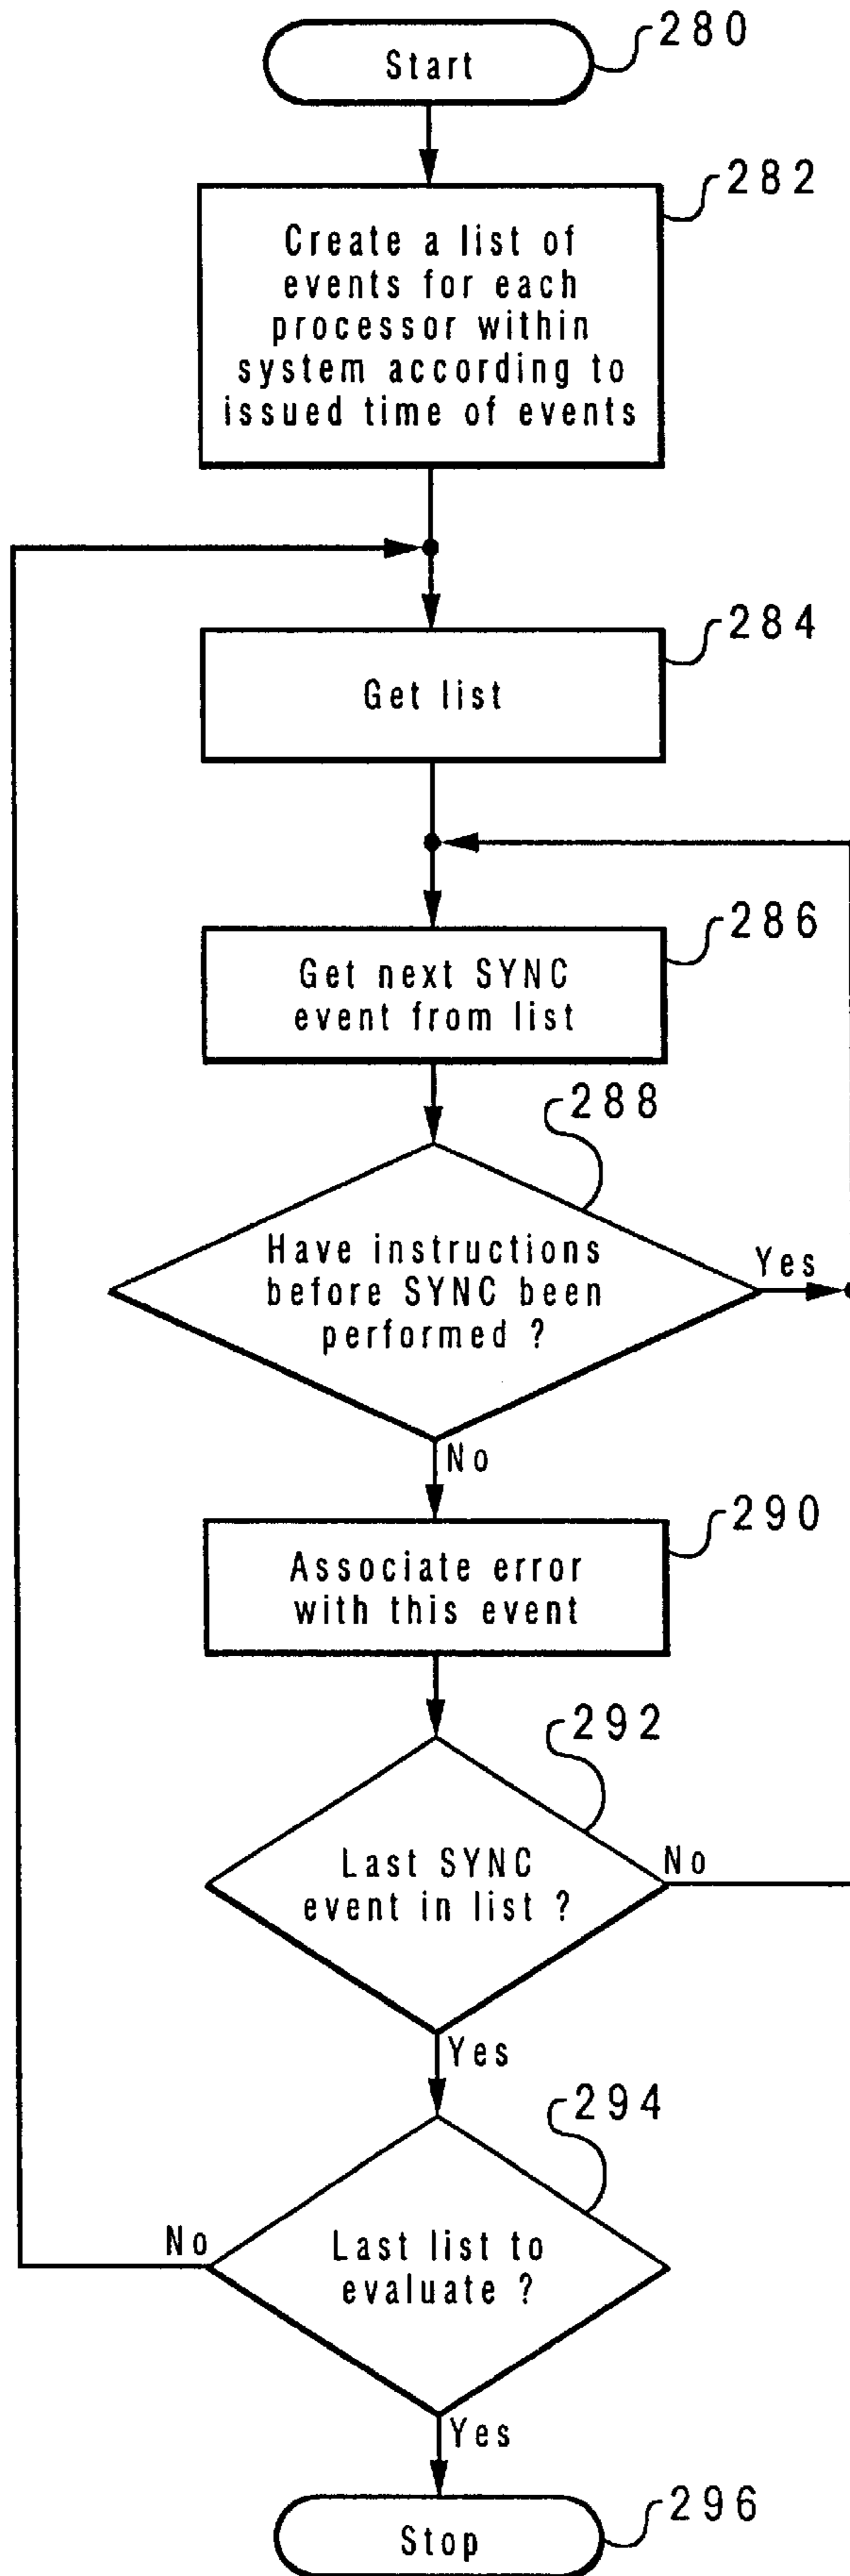 280
Start
282
Create a list of
events for each
processor within
system according to
issued time of events
284
Get list
286
Get next SYNC
event from list
288
Have instructions
before SYNC been
performed ?
Yes
No
290
Associate error
with this event
292
Last SYNC
event in list ?
No
Yes
294
No
Last list to
evaluate ?
Yes
296
Stop